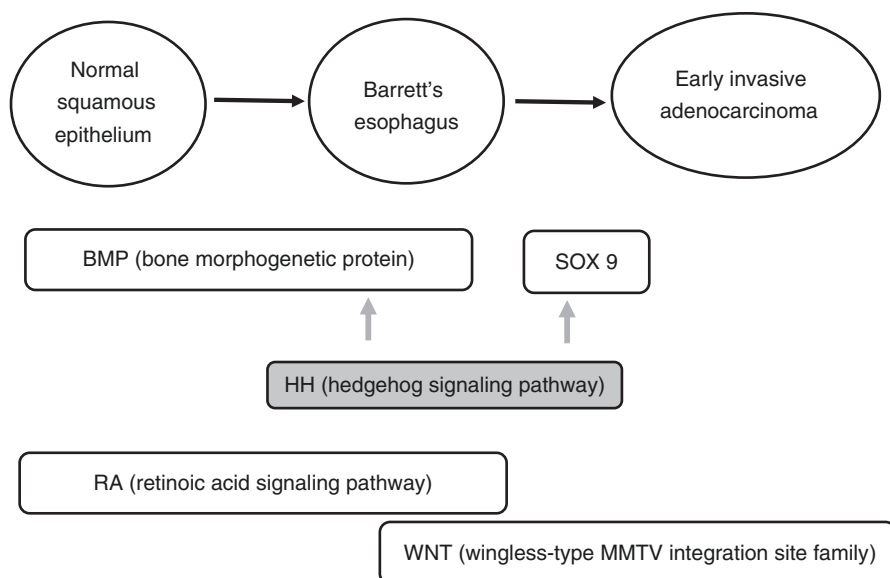 Normal
squamous
epithelium
Barrett's
esophagus
Early invasive
adenocarcinoma
BMP (bone morphogenetic protein)
SOX 9
HH (hedgehog signaling pathway)
RA (retinoic acid signaling pathway)
WNT (wingless-type MMTV integration site family)